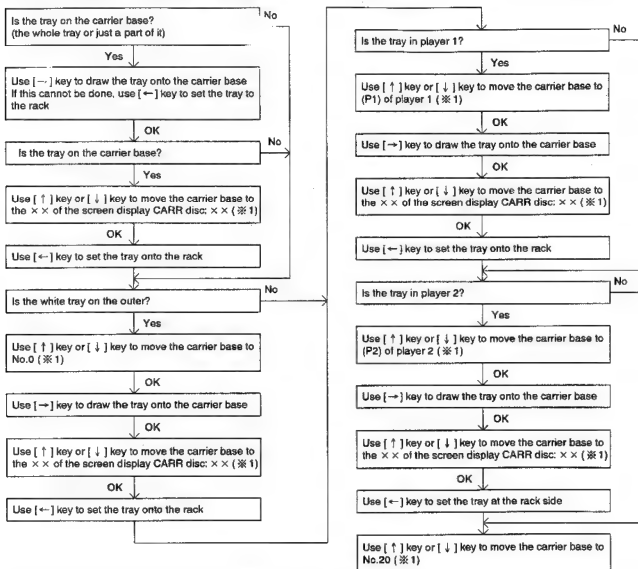 Is the tray on the carrier base?
(the whole tray or just a part of it)
No
Yes
Use [→] key to draw the tray onto the carrier base
If this cannot be done, use [←] key to set the tray to
the rack
OK
Is the tray on the carrier base?
No
Yes
Use [↑] key or [↓] key to move the carrier base to
the ×× of the screen display CARR disc: ×× (※1)
OK
Use [←] key to set the tray onto the rack
Is the white tray on the outer?
No
Yes
Use [↑] key or [↓] key to move the carrier base to
No.0 (※1)
OK
Use [→] key to draw the tray onto the carrier base
OK
Use [↑] key or [↓] key to move the carrier base to
the ×× of the screen display CARR disc: ×× (※1)
OK
Use [←] key to set the tray onto the rack
Is the tray in player 1?
No
Yes
Use [↑] key or [↓] key to move the carrier base to
(P1) of player 1 (※1)
OK
Use [→] key to draw the tray onto the carrier base
OK
Use [↑] key or [↓] key to move the carrier base to
the ×× of the screen display CARR disc: ×× (※1)
OK
Use [←] key to set the tray onto the rack
Is the tray in player 2?
No
Yes
Use [↑] key or [↓] key to move the carrier base to
(P2) of player 2 (※1)
OK
Use [→] key to draw the tray onto the carrier base
OK
Use [↑] key or [↓] key to move the carrier base to
the ×× of the screen display CARR disc: ×× (※1)
OK
Use [←] key to set the tray at the rack side
Use [↑] key or [↓] key to move the carrier base to
No.20 (※1)